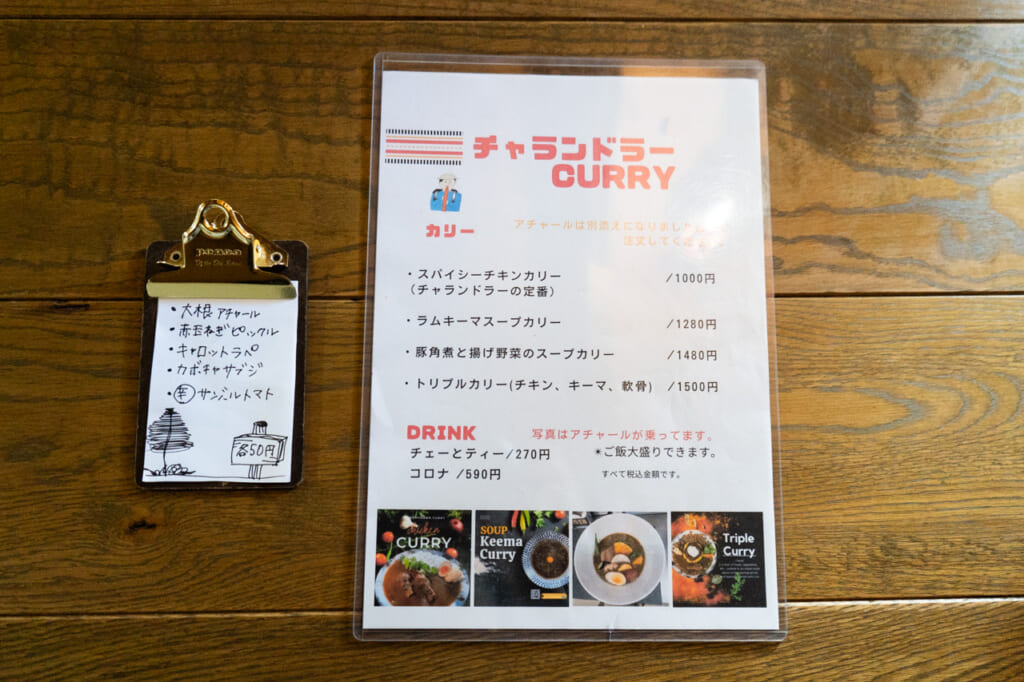 ・大根 アチャール
・赤玉ねぎピックル
・キャロットラペ
・カボチャサブジ
・辛 サンバルトマト
各50円
チャランドラー
CURRY
カリー
アチャールは別添えになりました
注文してく
・スパイシーチキンカリー /1000円
（チャランドラーの定番）
・ラムキーマスープカリー /1280円
・豚角煮と揚げ野菜のスープカリー /1480円
・トリプルカリー(チキン、キーマ、軟骨) /1500円
DRINK
写真はアチャールが乗ってます。
チェーとティー/270円
✴ご飯大盛りできます。
コロナ /590円
すべて税込金額です。
CURRY
SOUP
Keema
Curry
Triple
Curry